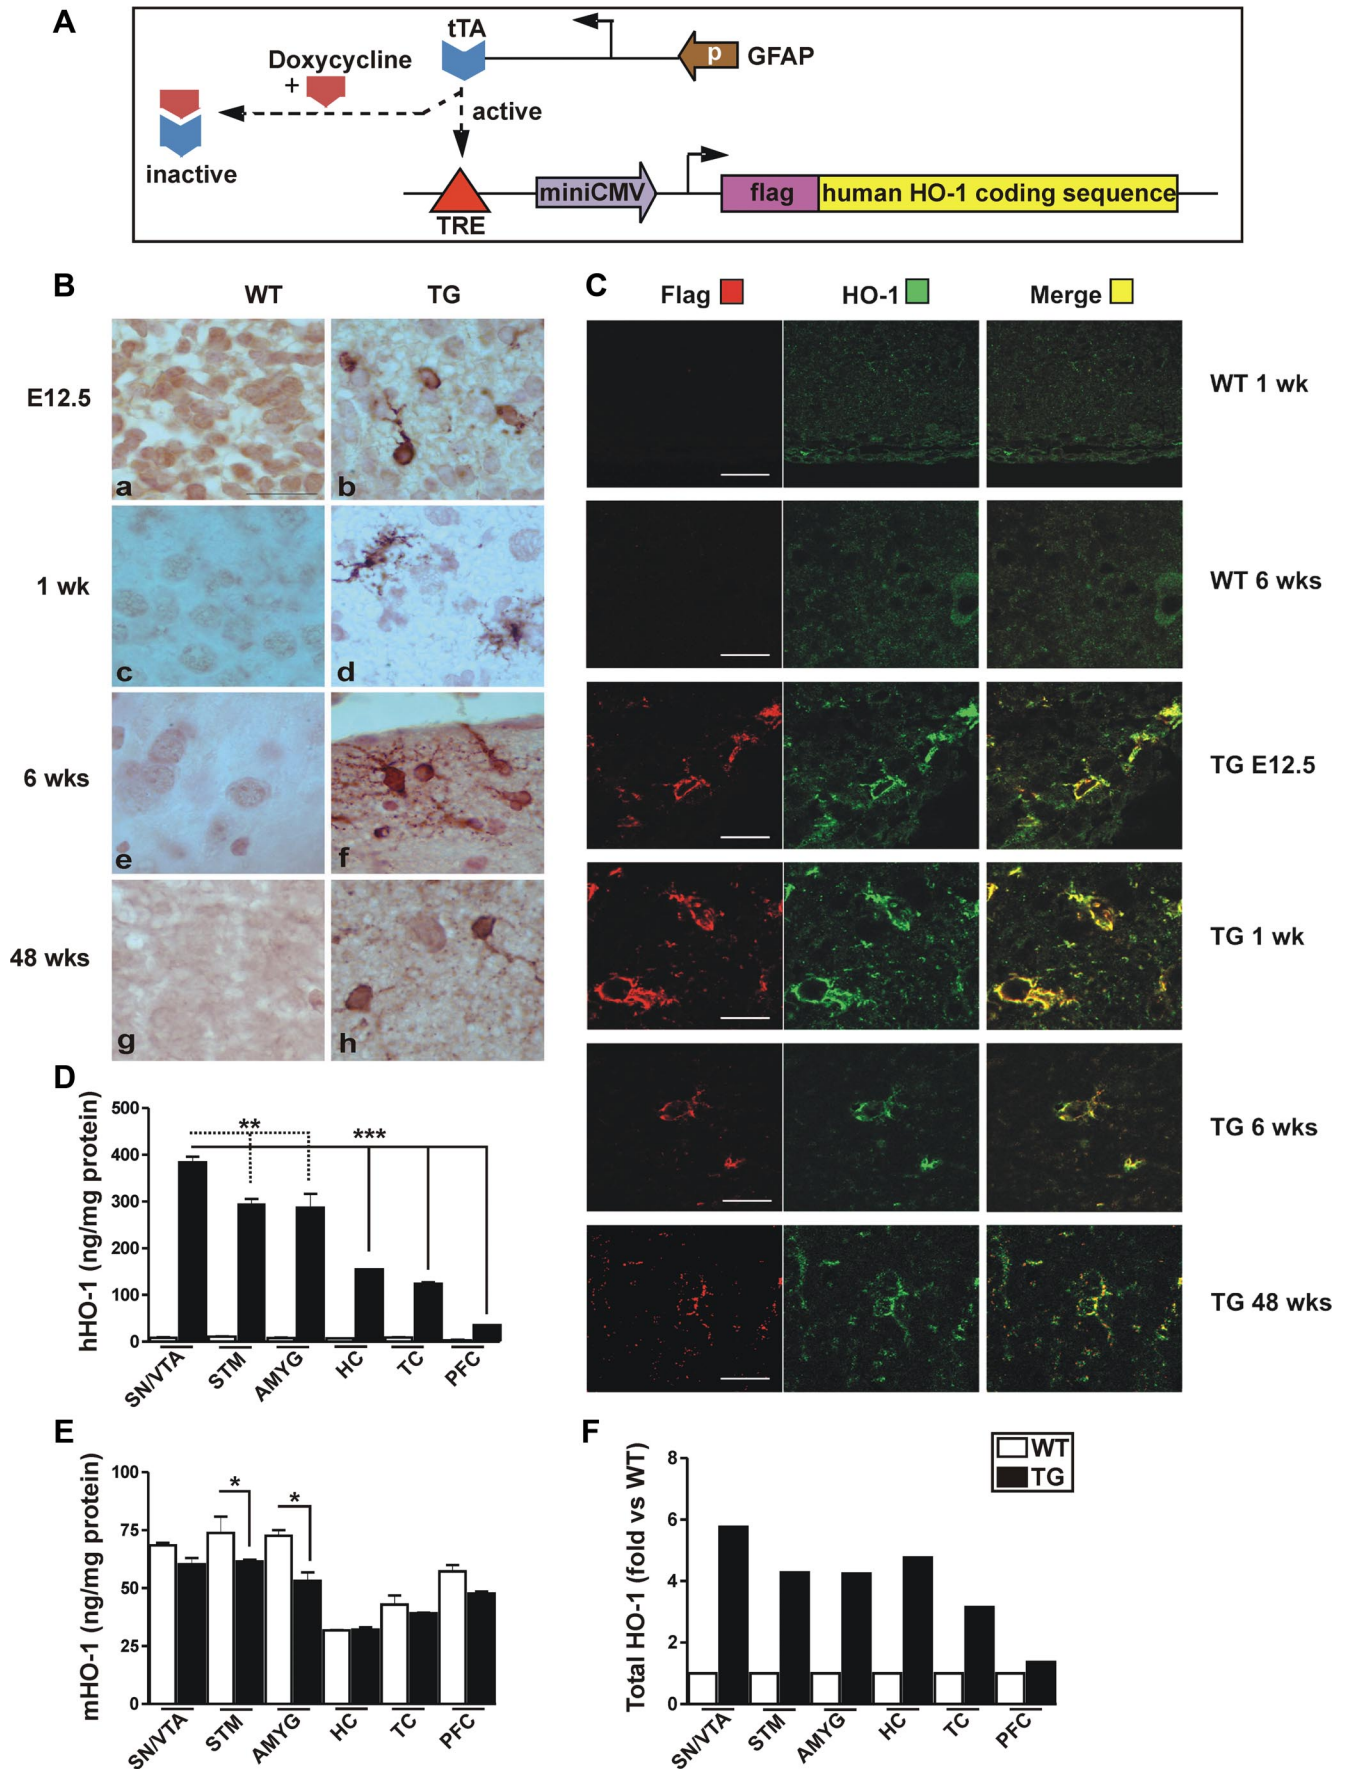 A
tTA
p GFAP
Doxycycline
+
active
inactive
miniCMV flag human HO-1 coding sequence
TRE
B WT TG
E12.5
a b
1 wk
c d
6 wks
e f
48 wks
g h
C Flag HO-1 Merge
WT 1 wk
WT 6 wks
TG E12.5
TG 1 wk
TG 6 wks
TG 48 wks
D
hHO-1 (ng/mg protein)
500
400
300
200
100
0
** ***
SN/VTA STM AMYG HC TC PFC
E
mHO-1 (ng/mg protein)
100
75
50
25
0
* *
SN/VTA STM AMYG HC TC PFC
F
WT
TG
Total HO-1 (fold vs WT)
8
6
4
2
0
SN/VTA STM AMYG HC TC PFC